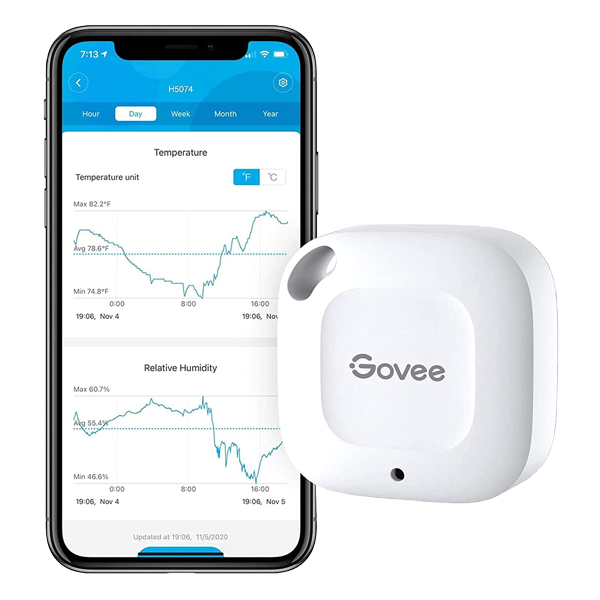 7:13
H5074
Hour Day Week Month Year
Temperature
Temperature unit °F °C
Max 82.2°F
Avg 78.6°F
Min 74.8°F
0:00 8:00 16:00
19:06, Nov 4 19:06, Nov
Relative Humidity
Max 60.7%
Avg 55.4%
Min 46.6%
0:00 8:00 16:00
19:06, Nov 4 19:06, Nov 5
Updated at 19:06, 11/5/2020
Govee